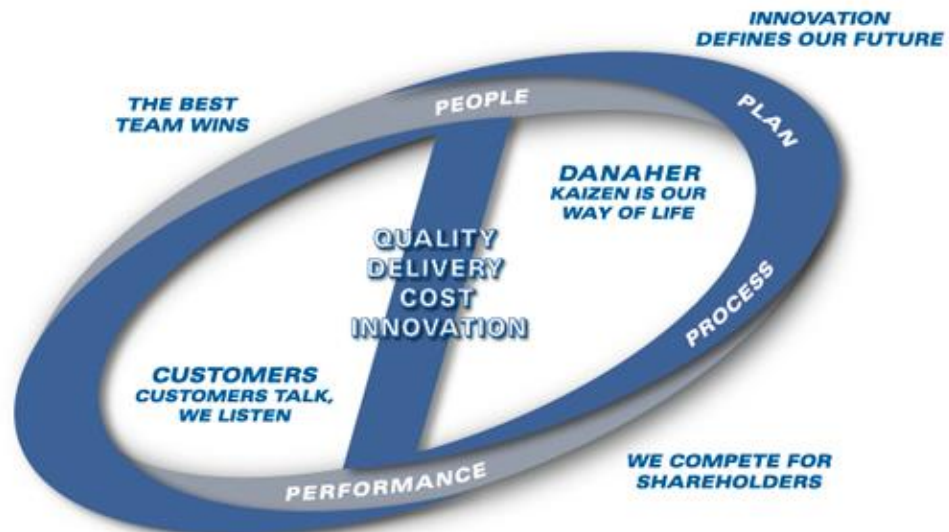 INNOVATION
DEFINES OUR FUTURE
THE BEST
TEAM WINS
PEOPLE
PLAN
DANAHER
KAIZEN IS OUR
WAY OF LIFE
QUALITY
DELIVERY
COST
INNOVATION
PROCESS
CUSTOMERS
CUSTOMERS TALK,
WE LISTEN
PERFORMANCE
WE COMPETE FOR
SHAREHOLDERS